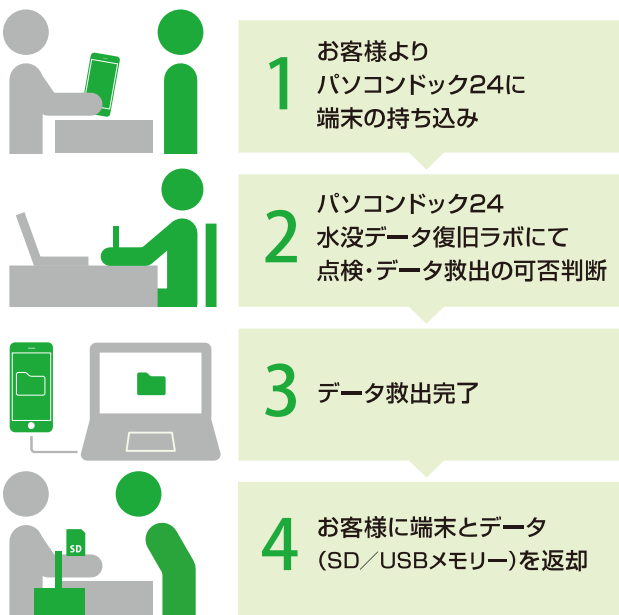 1
お客様より
パソコンドック24に
端末の持ち込み
2
パソコンドック24
水没データ復旧ラボにて
点検・データ救出の可否判断
3
データ救出完了
SD
4
お客様に端末とデータ
(SD／USBメモリー)を返却